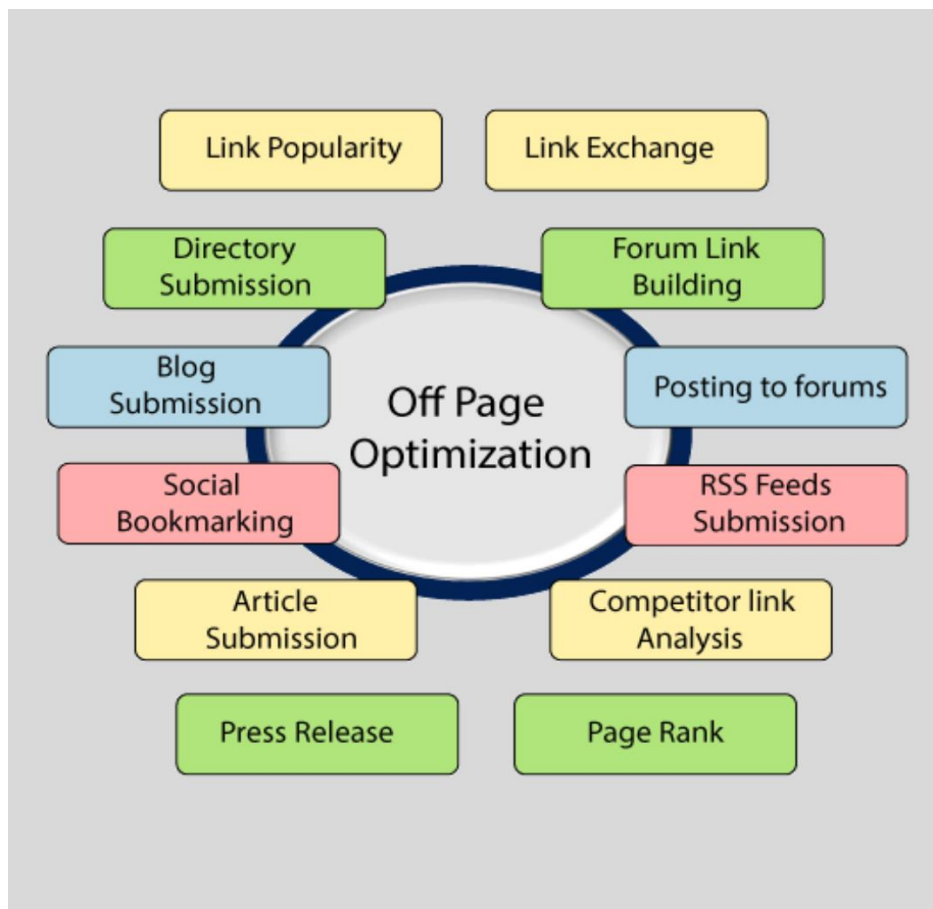 Link Popularity
Link Exchange
Directory
Submission
Forum Link
Building
Blog
Submission
Posting to forums
Off Page
Optimization
Social
Bookmarking
RSS Feeds
Submission
Article
Submission
Competitor link
Analysis
Press Release
Page Rank